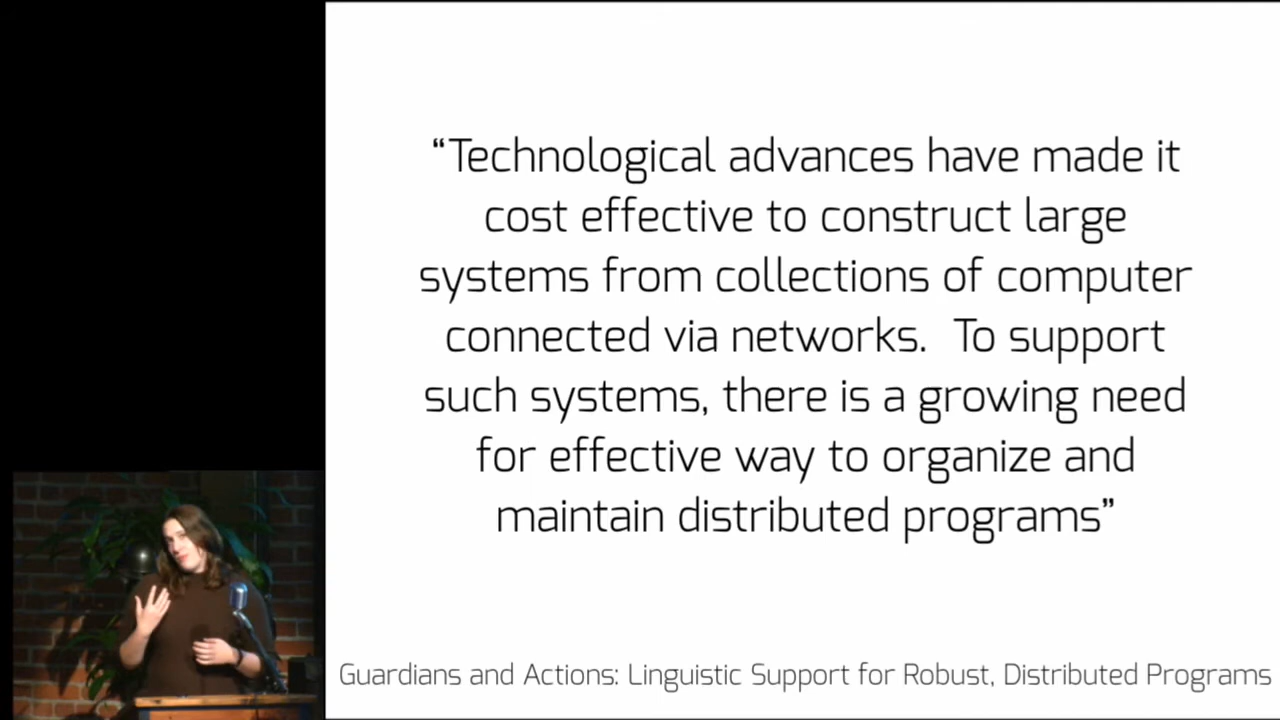 “Technological advances have made it
cost effective to construct large
systems from collections of computer
connected via networks.  To support
such systems, there is a growing need
for effective way to organize and
maintain distributed programs”
Guardians and Actions: Linguistic Support for Robust, Distributed Programs